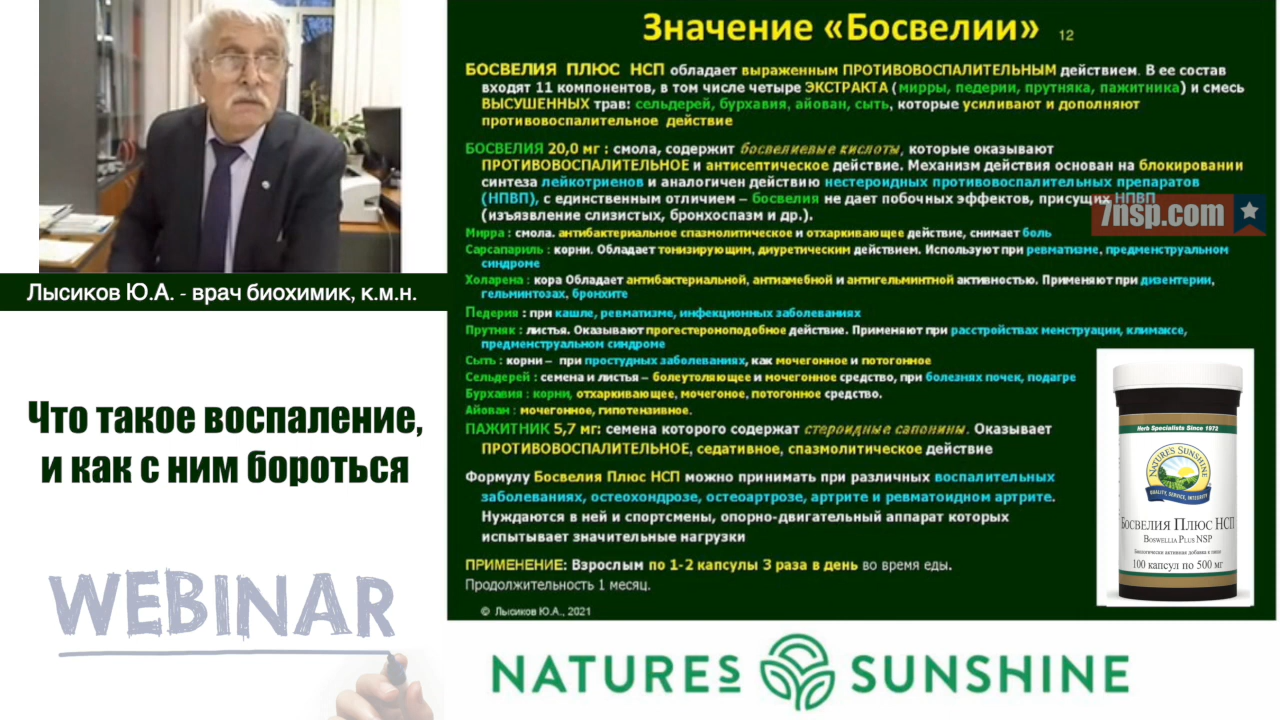 Лысиков Ю.А. - врач биохимик, к.м.н.
Что такое воспаление,
и как с ним бороться
WEBINAR
Значение «Босвелии» 12
БОСВЕЛИЯ ПЛЮС НСП обладает выраженным ПРОТИВОВОСПАЛИТЕЛЬНЫМ действием. В ее состав
входят 11 компонентов, в том числе четыре ЭКСТРАКТА (мирры, педерии, прутняка, пажитника) и смесь
ВЫСУШЕННЫХ трав: сельдерей, бурхавия, айован, сыть, которые усиливают и дополняют
противовоспалительное действие
БОСВЕЛИЯ 20,0 мг : смола, содержит босвелиевые кислоты, которые оказывают
ПРОТИВОВОСПАЛИТЕЛЬНОЕ и антисептическое действие. Механизм действия основан на блокировании
синтеза лейкотриенов и аналогичен действию нестероидных противовоспалительных препаратов
(НПВП), с единственным отличием – босвелия не дает побочных эффектов, присущих НПВП
(изъязвление слизистых, бронхоспазм и др.).
7nsp.com
Мирра : смола. антибактериальное спазмолитическое и отхаркивающее действие, снимает боль
Сарсапариль : корни. Обладает тонизирующим, диуретическим действием. Используют при ревматизме, предменструальном
синдроме
Холарена : кора Обладает антибактериальной, антиамебной и антигельминтной активностью. Применяют при дизентерии,
гельминтозах, бронхите
Педерия : при кашле, ревматизме, инфекционных заболеваниях
Прутняк : листья. Оказывают прогестероноподобное действие. Применяют при расстройствах менструации, климаксе,
предменструальном синдроме
Сыть : корни – при простудных заболеваниях, как мочегонное и потогонное
Сельдерей : семена и листья – болеутоляющее и мочегонное средство, при болезнях почек, подагре
Бурхавия : корни, отхаркивающее, мочегоное, потогонное средство.
Айован : мочегонное, гипотензивное.
ПАЖИТНИК 5,7 мг: семена которого содержат стероидные сапонины. Оказывает
ПРОТИВОВОСПАЛИТЕЛЬНОЕ, седативное, спазмолитическое действие
Формулу Босвелия Плюс НСП можно принимать при различных воспалительных
заболеваниях, остеохондрозе, остеоартрозе, артрите и ревматоидном артрите.
Нуждаются в ней и спортсмены, опорно-двигательный аппарат которых
испытывает значительные нагрузки
ПРИМЕНЕНИЕ: Взрослым по 1-2 капсулы 3 раза в день во время еды.
Продолжительность 1 месяц.
© Лысиков Ю.А., 2021
Herb Specialists Since 1972
NATURE'S SUNSHINE
QUALITY, SERVICE, INTEGRITY
БОСВЕЛИЯ ПЛЮС НСП
BOSWELLIA PLUS NSP
Биологически активная добавка к пище
100 капсул по 500 мг
NATURE'S SUNSHINE